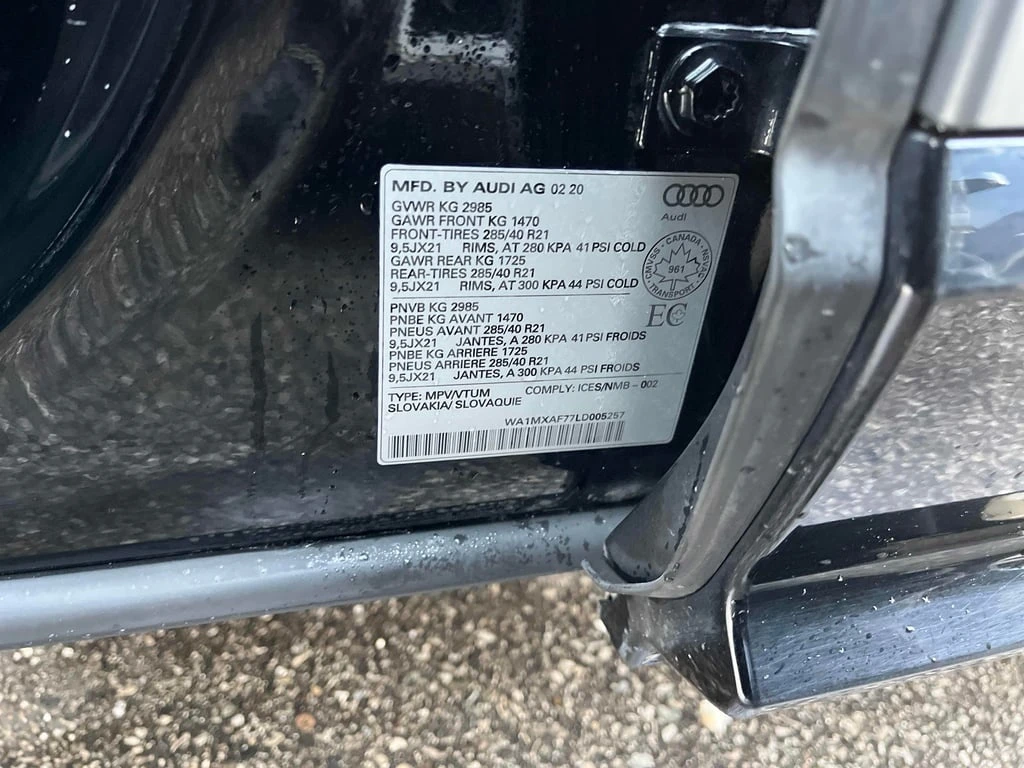 MFD. BY AUDI AG 02 20
GVWR KG 2985
GAWR FRONT KG 1470
FRONT-TIRES 285/40 R21
9,5JX21 RIMS, AT 280 KPA 41 PSI COLD
GAWR REAR KG 1725
REAR-TIRES 285/40 R21
9,5JX21 RIMS, AT 300 KPA 44 PSI COLD
Audi
CMVSS · CANADA · NSVAC
961
TRANSPORT
EC
PNVB KG 2985
PNBE KG AVANT 1470
PNEUS AVANT 285/40 R21
9,5JX21 JANTES, A 280 KPA 41 PSI FROIDS
PNBE KG ARRIERE 1725
PNEUS ARRIERE 285/40 R21
9,5JX21 JANTES, A 300 KPA 44 PSI FROIDS
TYPE: MPV/VTUM COMPLY: ICES/NMB - 002
SLOVAKIA/ SLOVAQUIE
WA1MXAF77LD005257